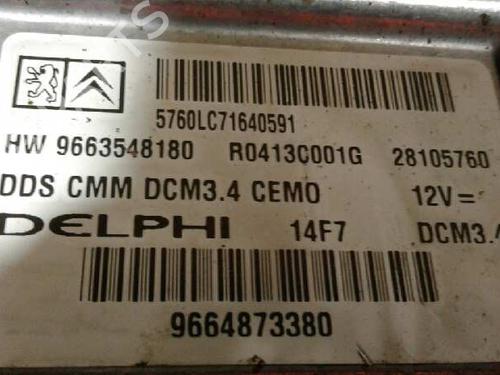 5760LC71640591
HW 9663548180 R0413C001G 28105760
DDS CMM DCM3.4 CEMO 12V=
DELPHI 14F7 DCM3.4
9664873380